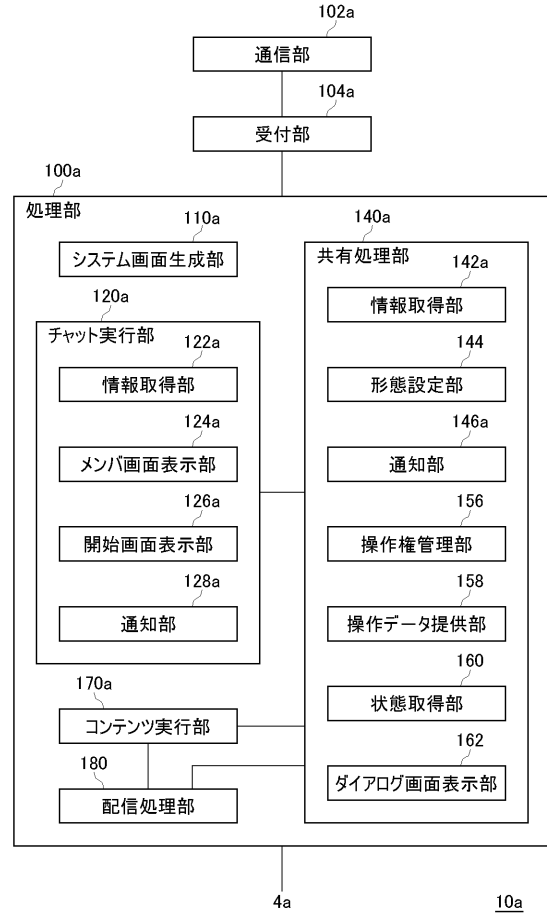 102a
通信部
104a
受付部
100a
処理部
110a
システム画面生成部
120a
チャット実行部
122a
情報取得部
124a
メンバ画面表示部
126a
開始画面表示部
128a
通知部
170a
コンテンツ実行部
180
配信処理部
140a
共有処理部
142a
情報取得部
144
形態設定部
146a
通知部
156
操作権管理部
158
操作データ提供部
160
状態取得部
162
ダイアログ画面表示部
4a
10a